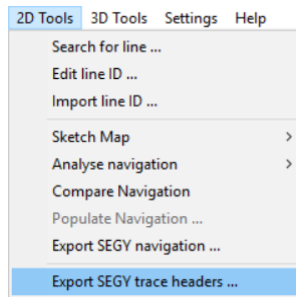 2D Tools 3D Tools Settings Help
Search for line ...
Edit line ID ...
Import line ID ...
Sketch Map >
Analyse navigation >
Compare Navigation
Populate Navigation ...
Export SEGY navigation ...
Export SEGY trace headers ...